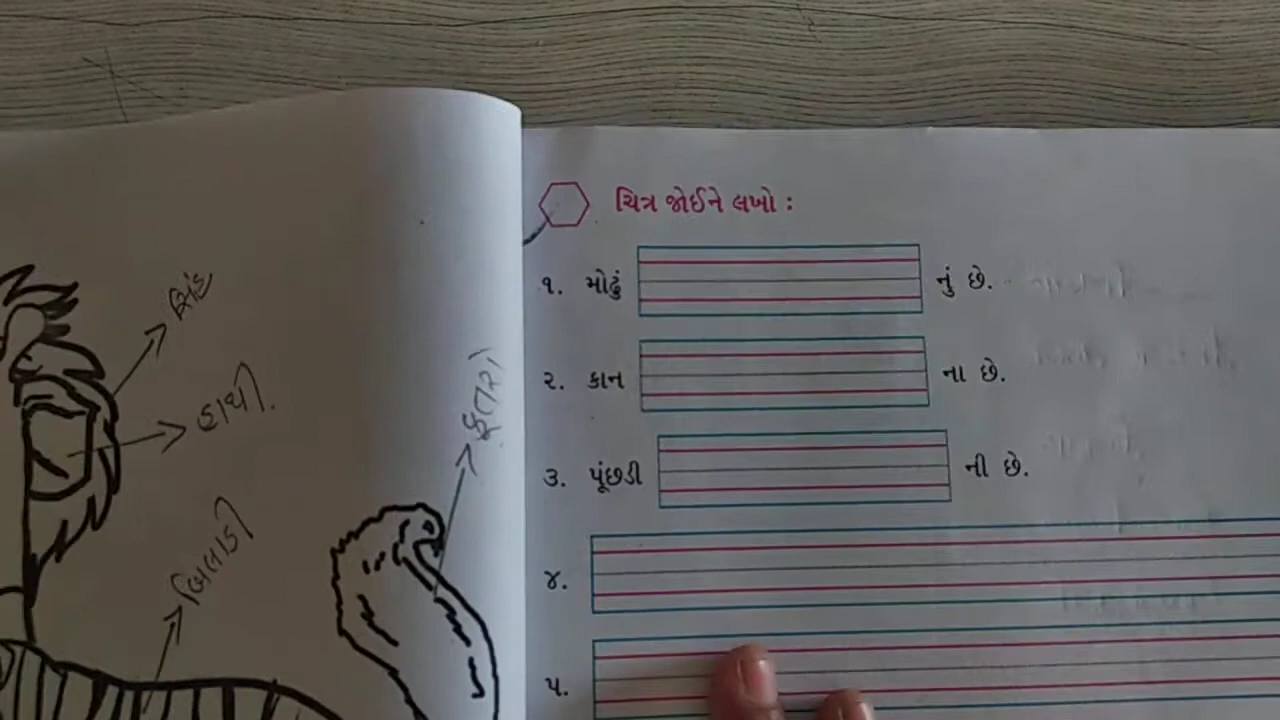 સિંહ
હાથી.
બિલાડી
કૂતરો
ચિત્ર જોઈને લખો :
૧. મોઢું નું છે.
૨. કાન ના છે.
૩. પૂંછડી ની છે.
૪.
૫.